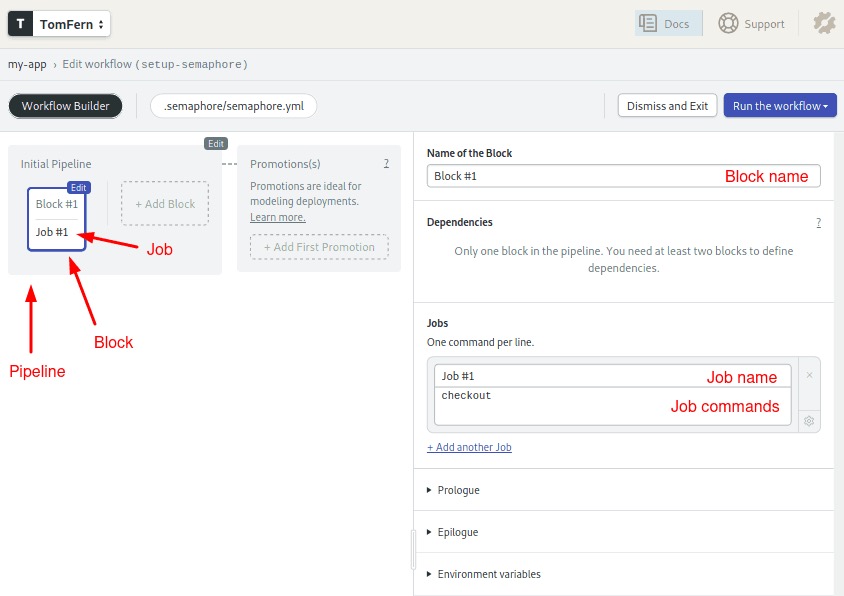 T TomFern
Docs
Support
my-app › Edit workflow (setup-semaphore)
Workflow Builder
.semaphore/semaphore.yml
Dismiss and Exit
Run the workflow
Edit
Initial Pipeline
Edit
Block #1
Job #1
+ Add Block
Job
Block
Pipeline
Promotions(s)
?
Promotions are ideal for
modeling deployments.
Learn more.
+ Add First Promotion
Name of the Block
Block #1
Block name
Dependencies
?
Only one block in the pipeline. You need at least two blocks to define
dependencies.
Jobs
One command per line.
Job #1
Job name
×
checkout
Job commands
+ Add another Job
Prologue
Epilogue
Environment variables